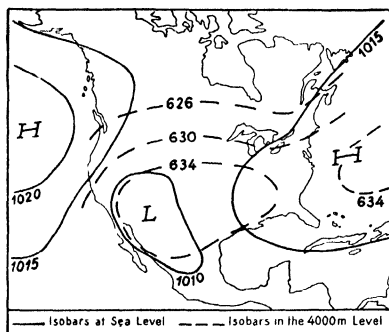 1015
626
630
634
H
H
L
634
1020
1015
1010
Isobars at Sea Level
Isobars in the 4000m Level